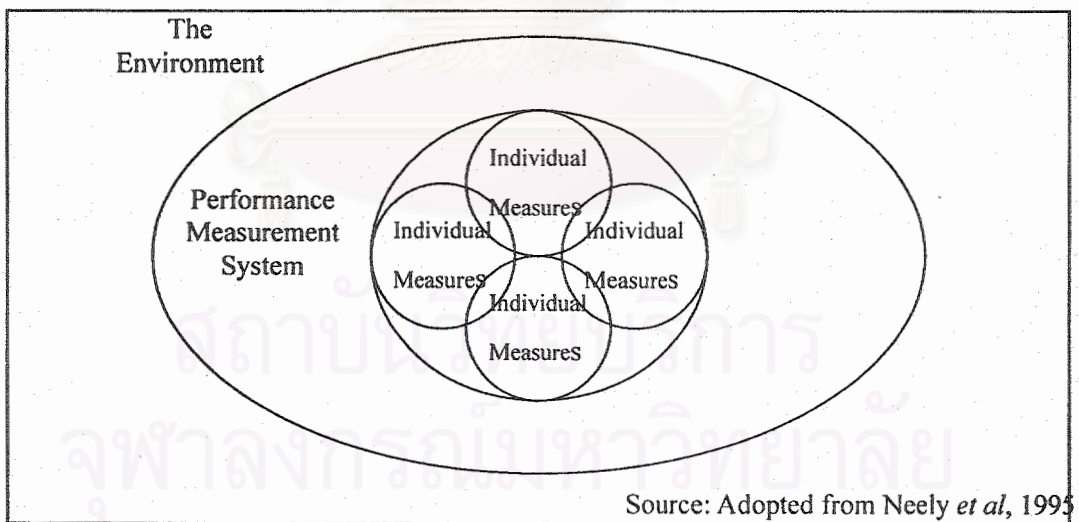 The
Environment
Performance
Measurement
System
Individual
Measures
Individual
Measures
Individual
Measures
Individual
Measures
Source: Adopted from Neely et al, 1995
สถาบันวิทยบริการ
จุฬาลงกรณ์มหาวิทยาลัย